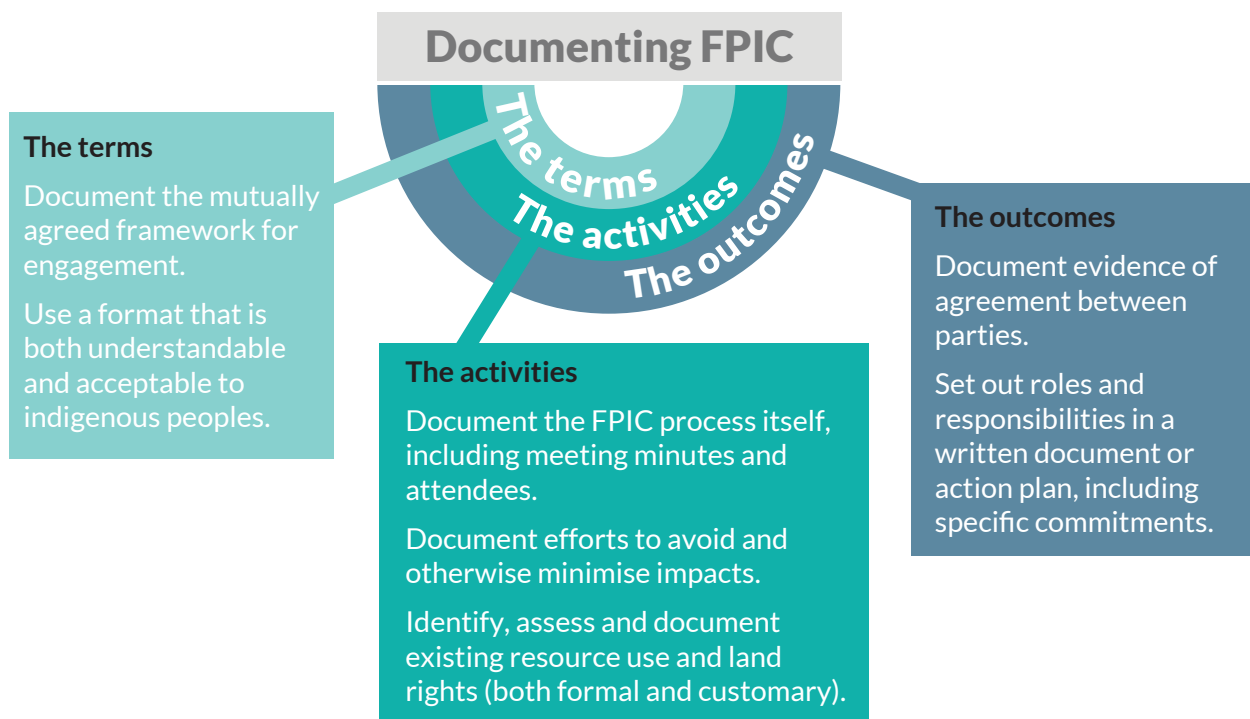 Documenting FPIC
The terms
The activities
The outcomes
The terms
Document the mutually
agreed framework for
engagement.
Use a format that is
both understandable
and acceptable to
indigenous peoples.
The activities
Document the FPIC process itself,
including meeting minutes and
attendees.
Document efforts to avoid and
otherwise minimise impacts.
Identify, assess and document
existing resource use and land
rights (both formal and customary).
The outcomes
Document evidence of
agreement between
parties.
Set out roles and
responsibilities in a
written document or
action plan, including
specific commitments.